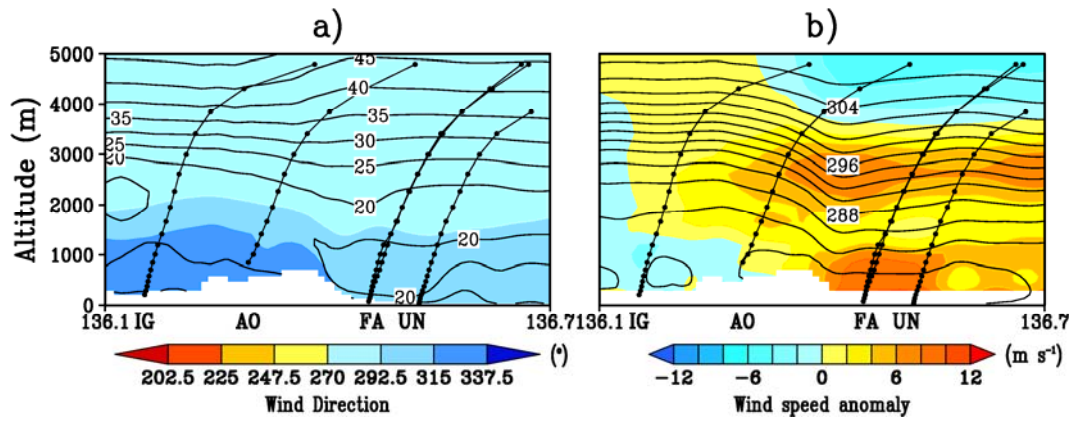 a)
b)
Altitude (m)
5000
4000
3000
2000
1000
0
45
40
35
35
30
25
25
20
20
20
20
304
296
288
136.1 IG AO FA UN 136.7
136.1 IG AO FA UN 136.7
202.5 225 247.5 270 292.5 315 337.5 (°)
Wind Direction
−12 −6 0 6 12 (m s⁻¹)
Wind speed anomaly